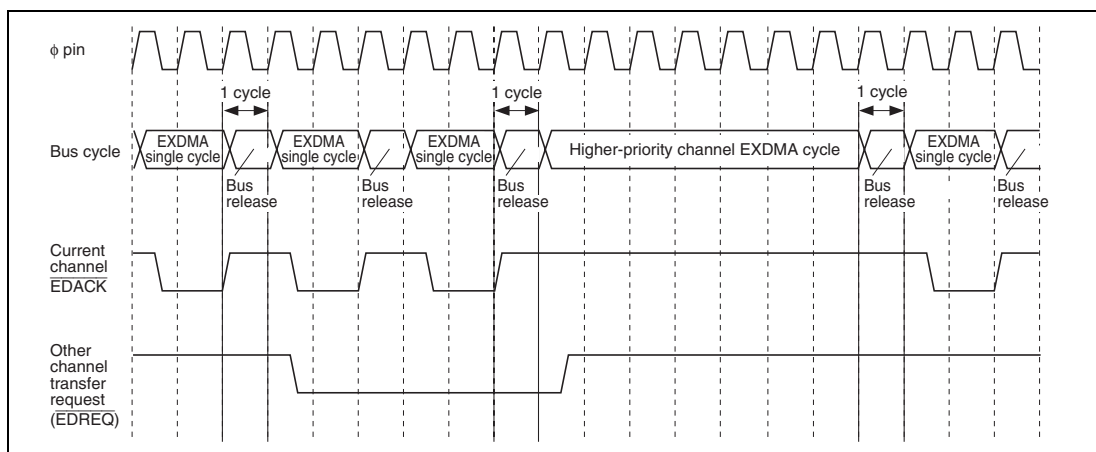 φ pin
1 cycle
1 cycle
1 cycle
Bus cycle
EXDMA
single cycle
EXDMA
single cycle
EXDMA
single cycle
Higher-priority channel EXDMA cycle
EXDMA
single cycle
Bus
release
Bus
release
Bus
release
Bus
release
Bus
release
Current
channel
EDACK
Other
channel
transfer
request
(EDREQ)